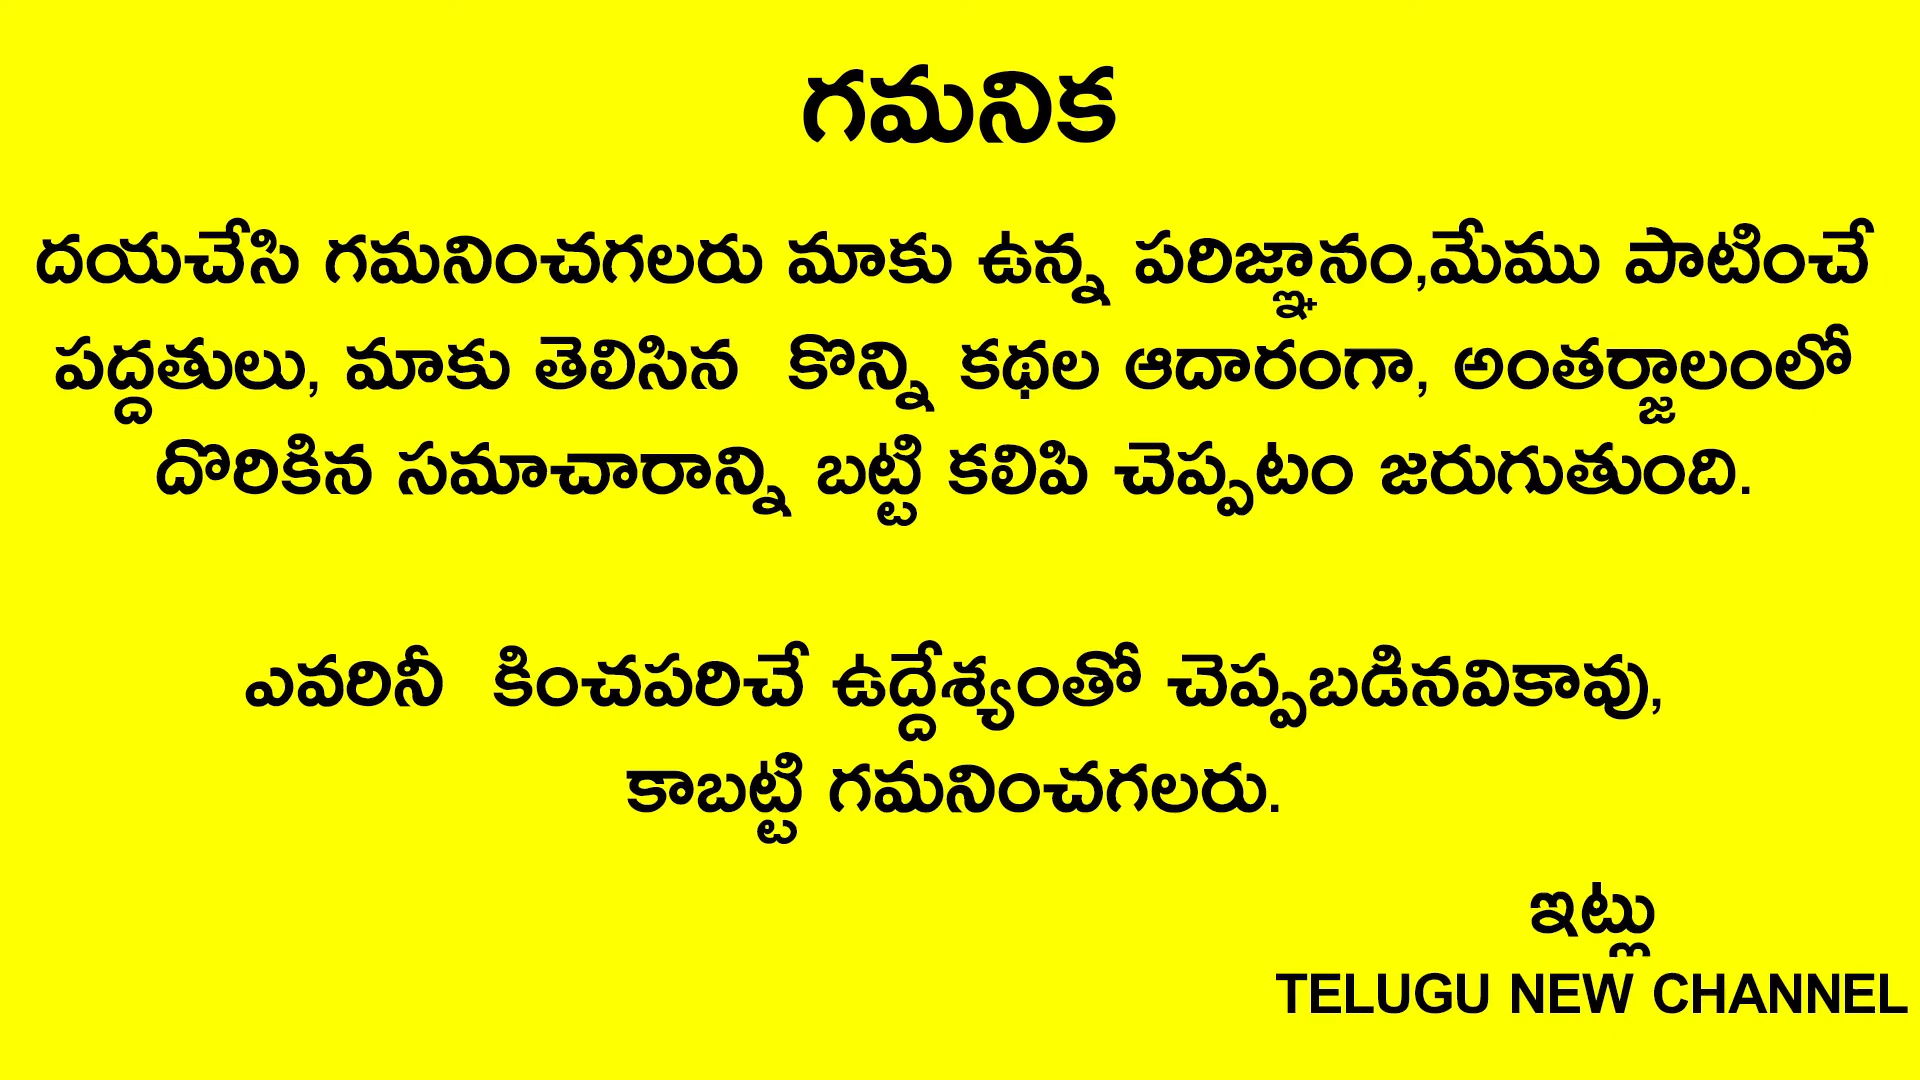 గమనిక
దయచేసి గమనించగలరు మాకు ఉన్న పరిజ్ఞానం,మేము పాటించే
పద్దతులు, మాకు తెలిసిన కొన్ని కథల ఆదారంగా, అంతర్జాలంలో
దొరికిన సమాచారాన్ని బట్టి కలిపి చెప్పటం జరుగుతుంది.
ఎవరినీ కించపరిచే ఉద్దేశ్యంతో చెప్పబడినవికావు,
కాబట్టి గమనించగలరు.
ఇట్లు
TELUGU NEW CHANNEL